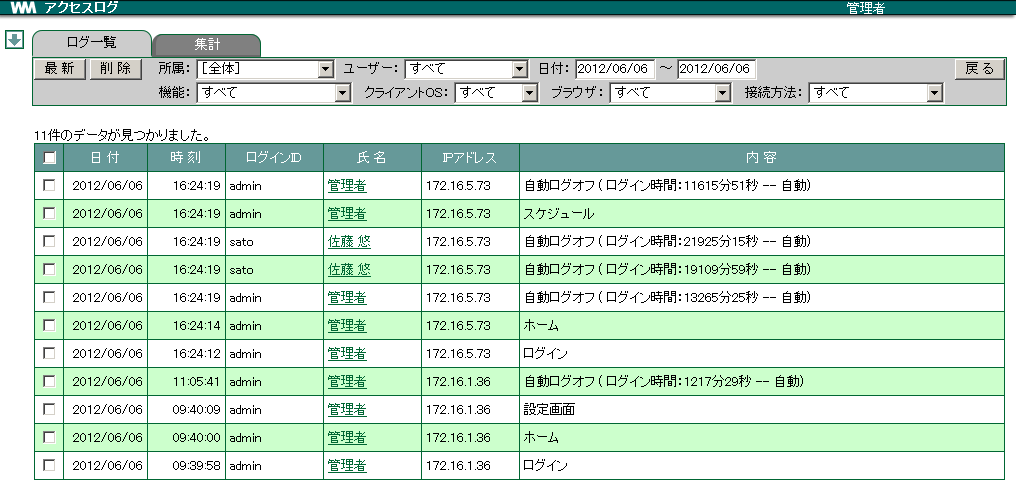 WM アクセスログ 管理者
ログ一覧 集計
最新 削除 所属: [全体] ユーザー: すべて 日付: 2012/06/06 ～ 2012/06/06 戻る
機能: すべて クライアントOS: すべて ブラウザ: すべて 接続方法: すべて
11件のデータが見つかりました。
日付 時刻 ログインID 氏名 IPアドレス 内容
2012/06/06 16:24:19 admin 管理者 172.16.5.73 自動ログオフ ( ログイン時間:11615分51秒 -- 自動)
2012/06/06 16:24:19 admin 管理者 172.16.5.73 スケジュール
2012/06/06 16:24:19 sato 佐藤 悠 172.16.5.73 自動ログオフ ( ログイン時間:21925分15秒 -- 自動)
2012/06/06 16:24:19 sato 佐藤 悠 172.16.5.73 自動ログオフ ( ログイン時間:19109分59秒 -- 自動)
2012/06/06 16:24:19 admin 管理者 172.16.5.73 自動ログオフ ( ログイン時間:13265分25秒 -- 自動)
2012/06/06 16:24:14 admin 管理者 172.16.5.73 ホーム
2012/06/06 16:24:12 admin 管理者 172.16.5.73 ログイン
2012/06/06 11:05:41 admin 管理者 172.16.1.36 自動ログオフ ( ログイン時間:1217分29秒 -- 自動)
2012/06/06 09:40:09 admin 管理者 172.16.1.36 設定画面
2012/06/06 09:40:00 admin 管理者 172.16.1.36 ホーム
2012/06/06 09:39:58 admin 管理者 172.16.1.36 ログイン